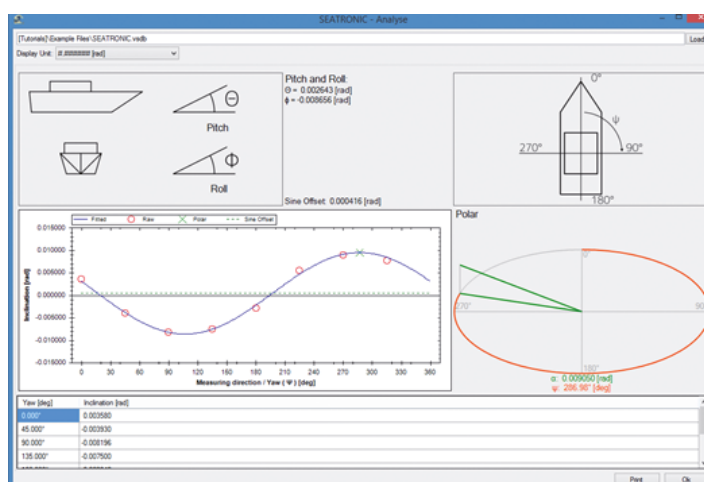 SEATRONIC - Analyse
[Tutorials]\Example Files\SEATRONIC.vsdb
Load
Display Unit: #.###### [rad]
Θ
Pitch
Φ
Roll
Pitch and Roll:
Θ = 0.002643 [rad]
ϕ = -0.008656 [rad]
Sine Offset: 0.000416 [rad]
0°
ψ
270°
90°
180°
Fitted Raw Polar Sine Offset
0.015000
0.010000
0.005000
0.000000
-0.005000
-0.010000
-0.015000
Inclination [rad]
0 30 60 90 120 150 180 210 240 270 300 330 360
Measuring direction / Yaw (Ψ) [deg]
Polar
0°
270°
90°
180°
α: 0.009050 [rad]
ψ: 286.98° [deg]
Yaw [deg] Inclination [rad]
0.000° 0.003580
45.000° -0.003930
90.000° -0.008196
135.000° -0.007500
Print
Ok